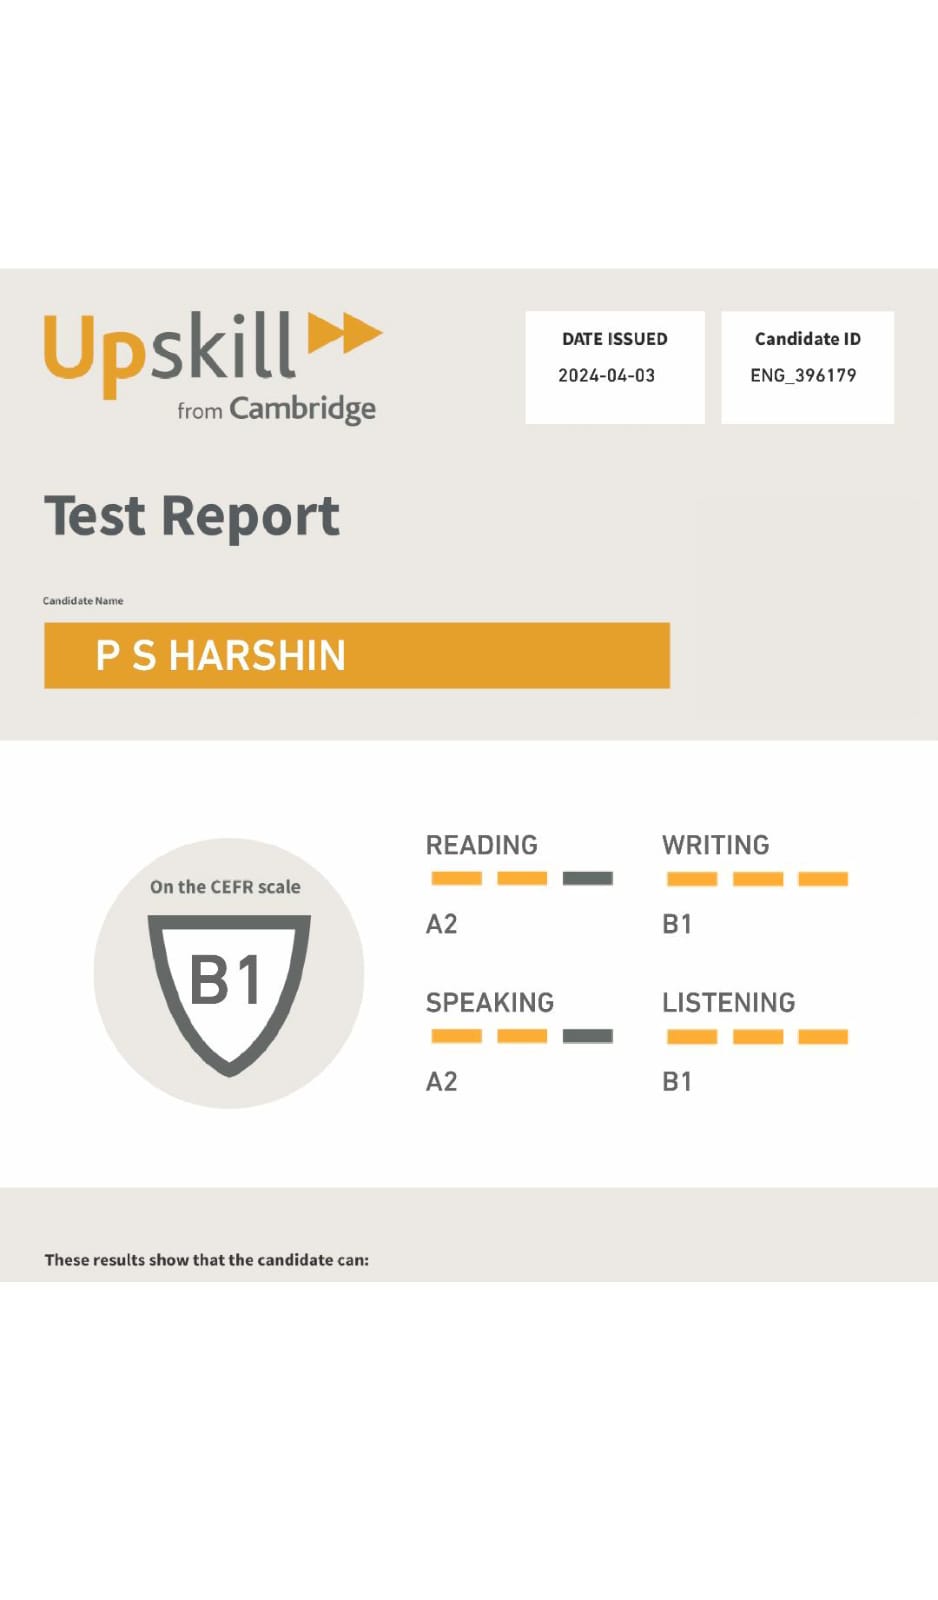 Upskill
from Cambridge
DATE ISSUED
2024-04-03
Candidate ID
ENG_396179
Test Report
Candidate Name
P S HARSHIN
On the CEFR scale
B1
READING
A2
WRITING
B1
SPEAKING
A2
LISTENING
B1
These results show that the candidate can: